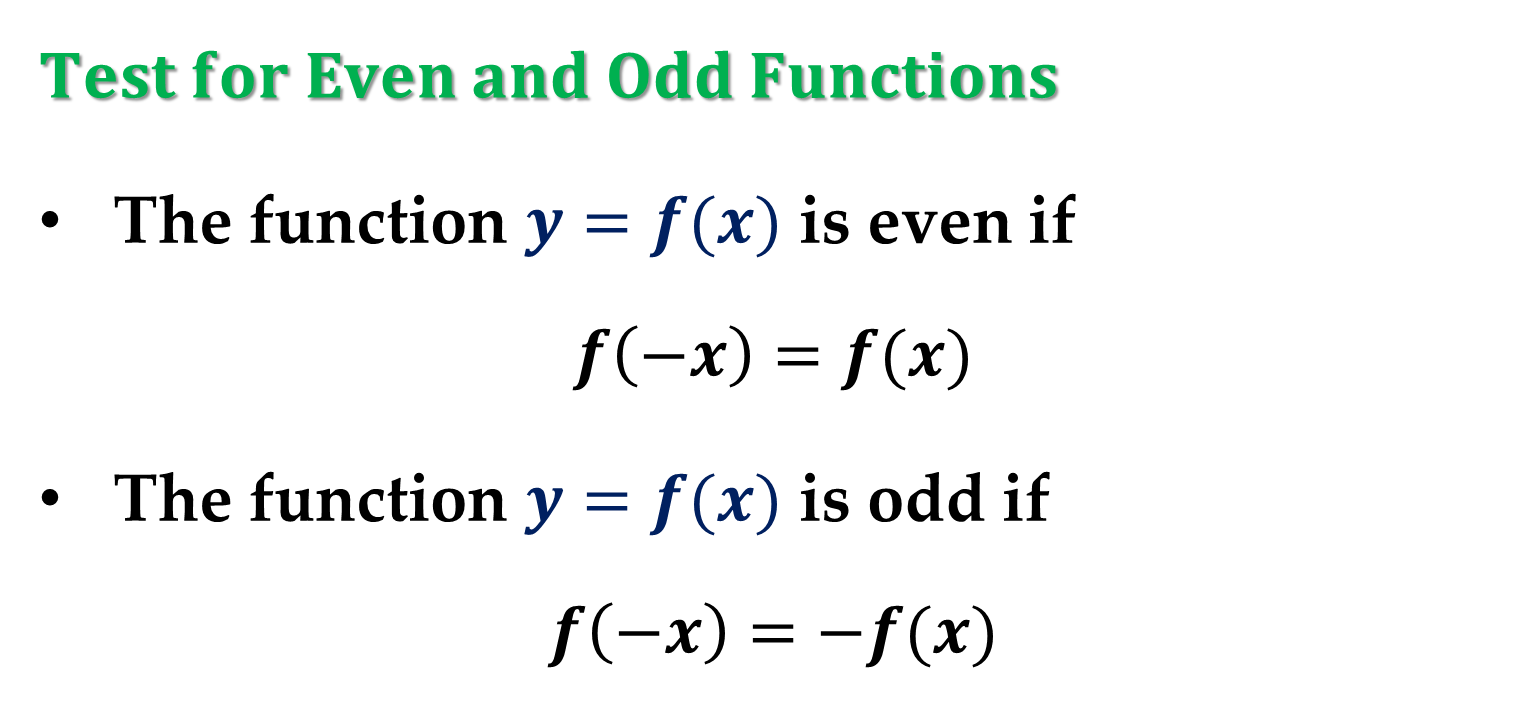 Test for Even and Odd Functions
• The function y = f(x) is even if
f(−x) = f(x)
• The function y = f(x) is odd if
f(−x) = −f(x)